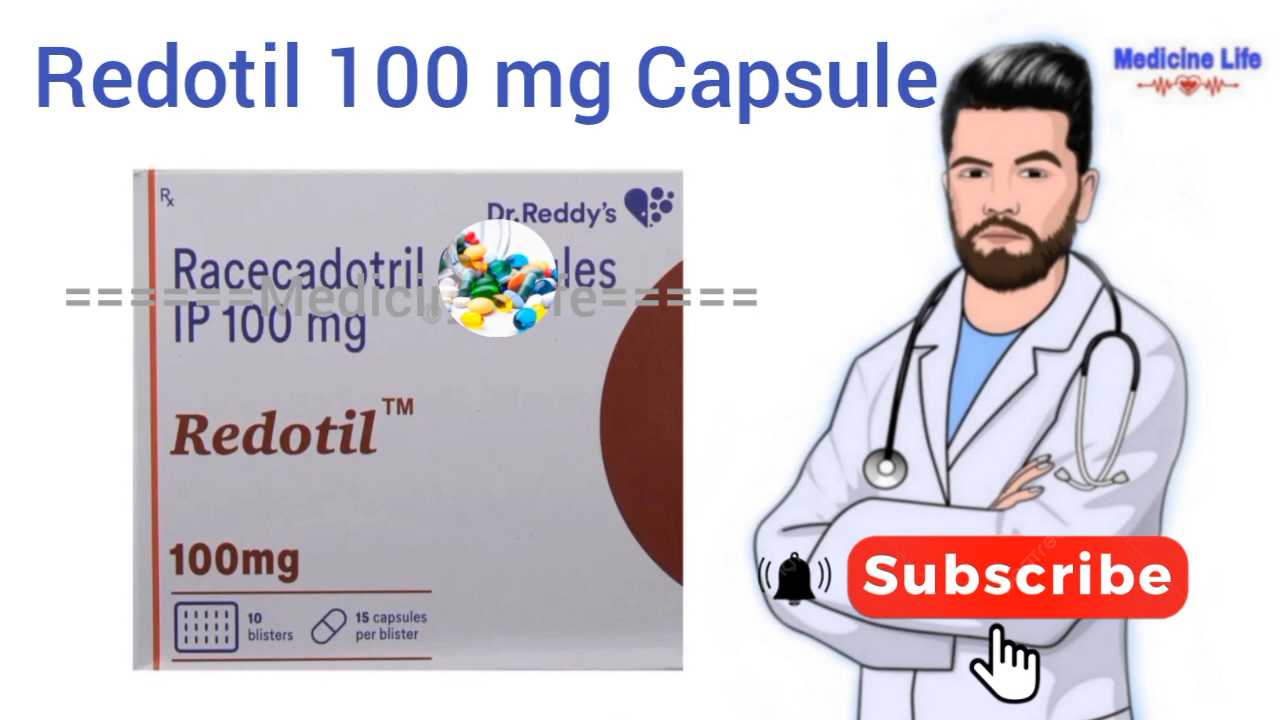 Redotil 100 mg Capsule
Medicine Life
Rx
Dr.Reddy's
Racecadotril
IP 100 mg
Redotil™
100mg
10
blisters
15 capsules
per blister
Subscribe